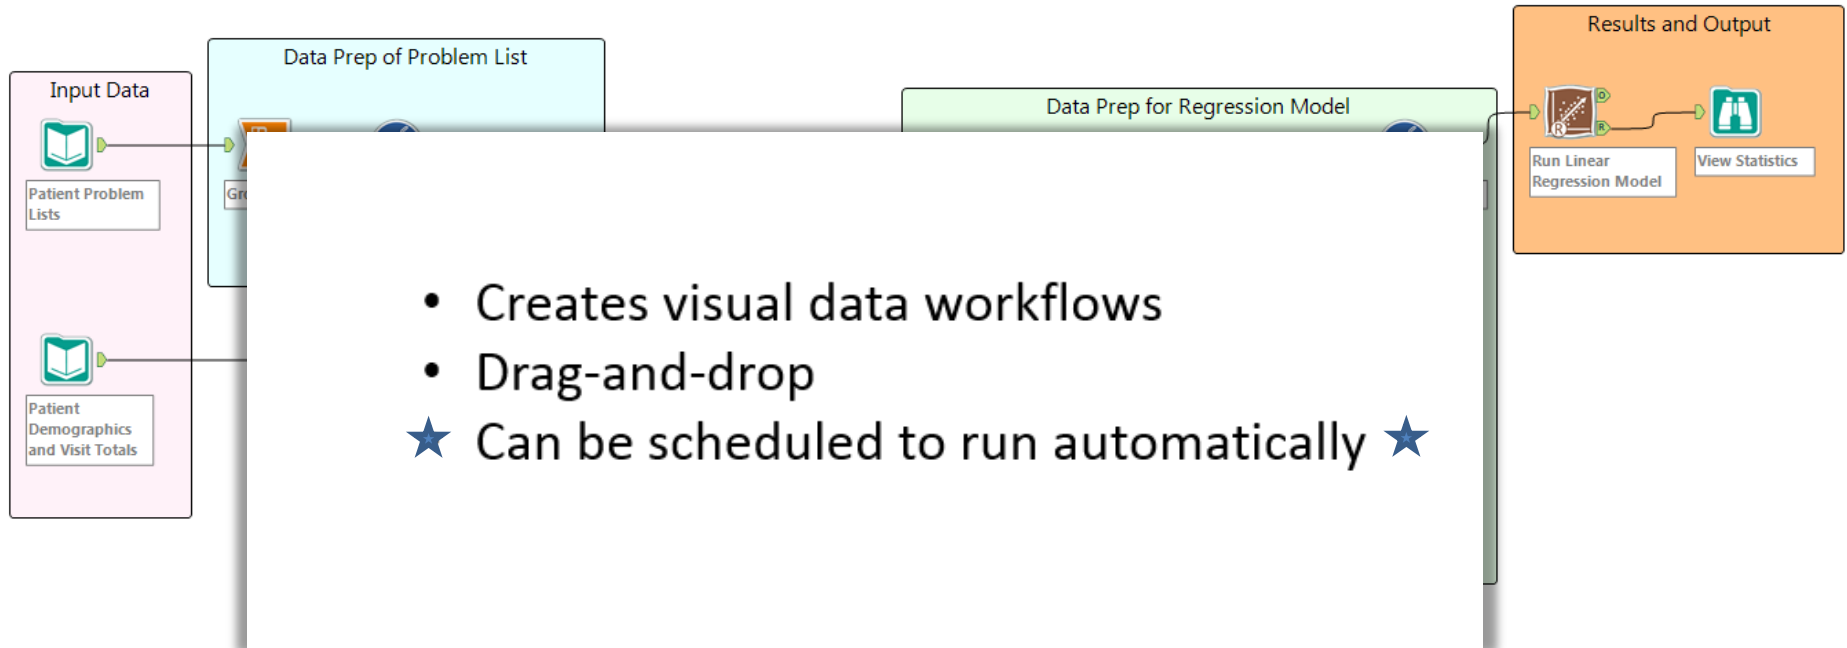 Input Data
Patient Problem
Lists
Patient
Demographics
and Visit Totals
Data Prep of Problem List
Data Prep for Regression Model
Results and Output
O
R
R
Run Linear
Regression Model
View Statistics
• Creates visual data workflows
• Drag-and-drop
Can be scheduled to run automatically